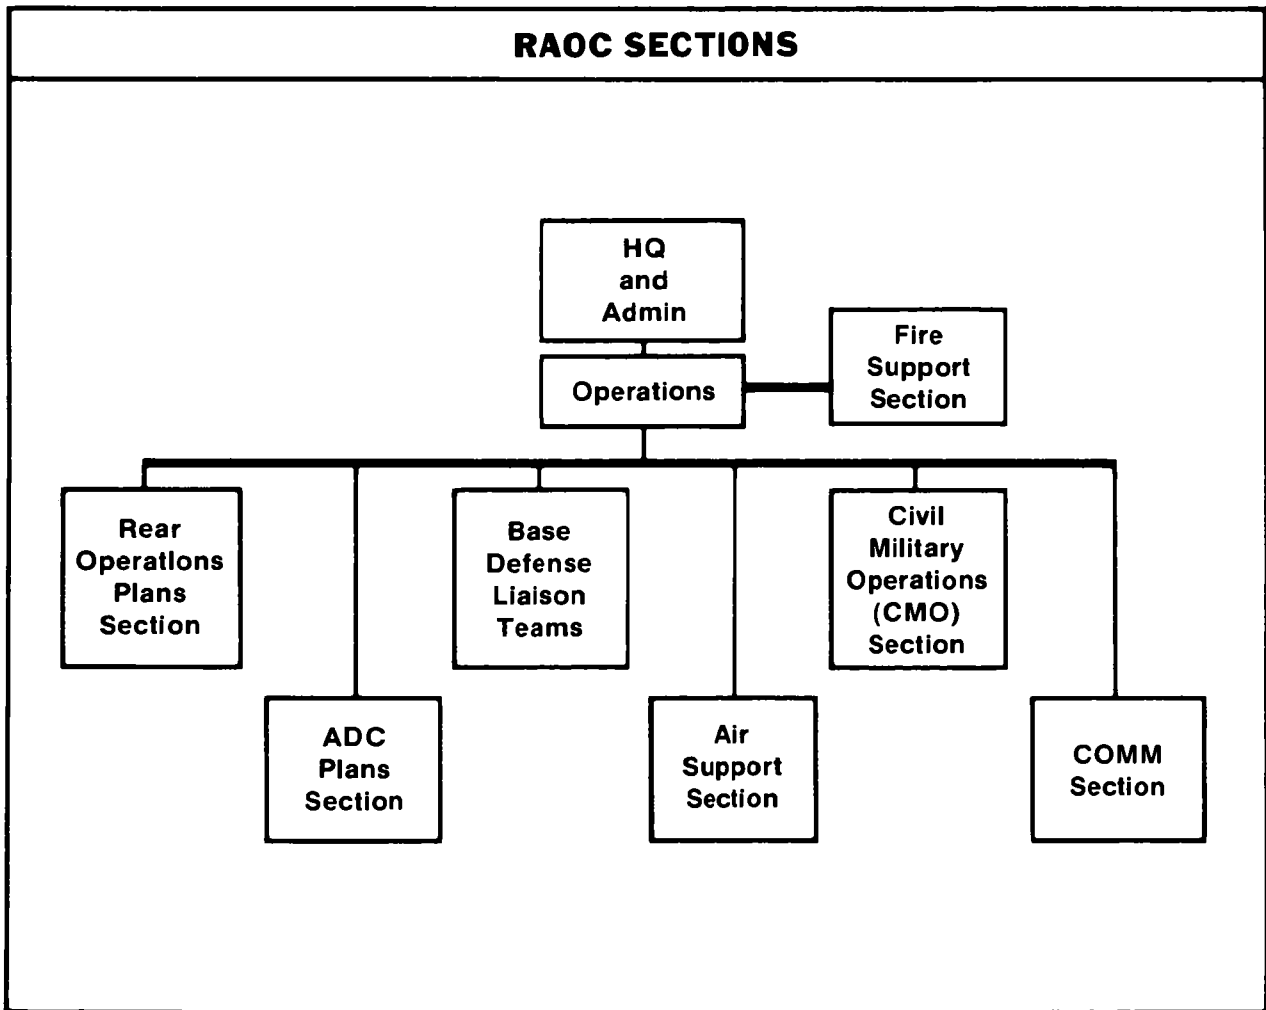 RAOC SECTIONS
HQ
and
Admin
Operations
Fire
Support
Section
Rear
Operations
Plans
Section
Base
Defense
Liaison
Teams
Civil
Military
Operations
(CMO)
Section
ADC
Plans
Section
Air
Support
Section
COMM
Section